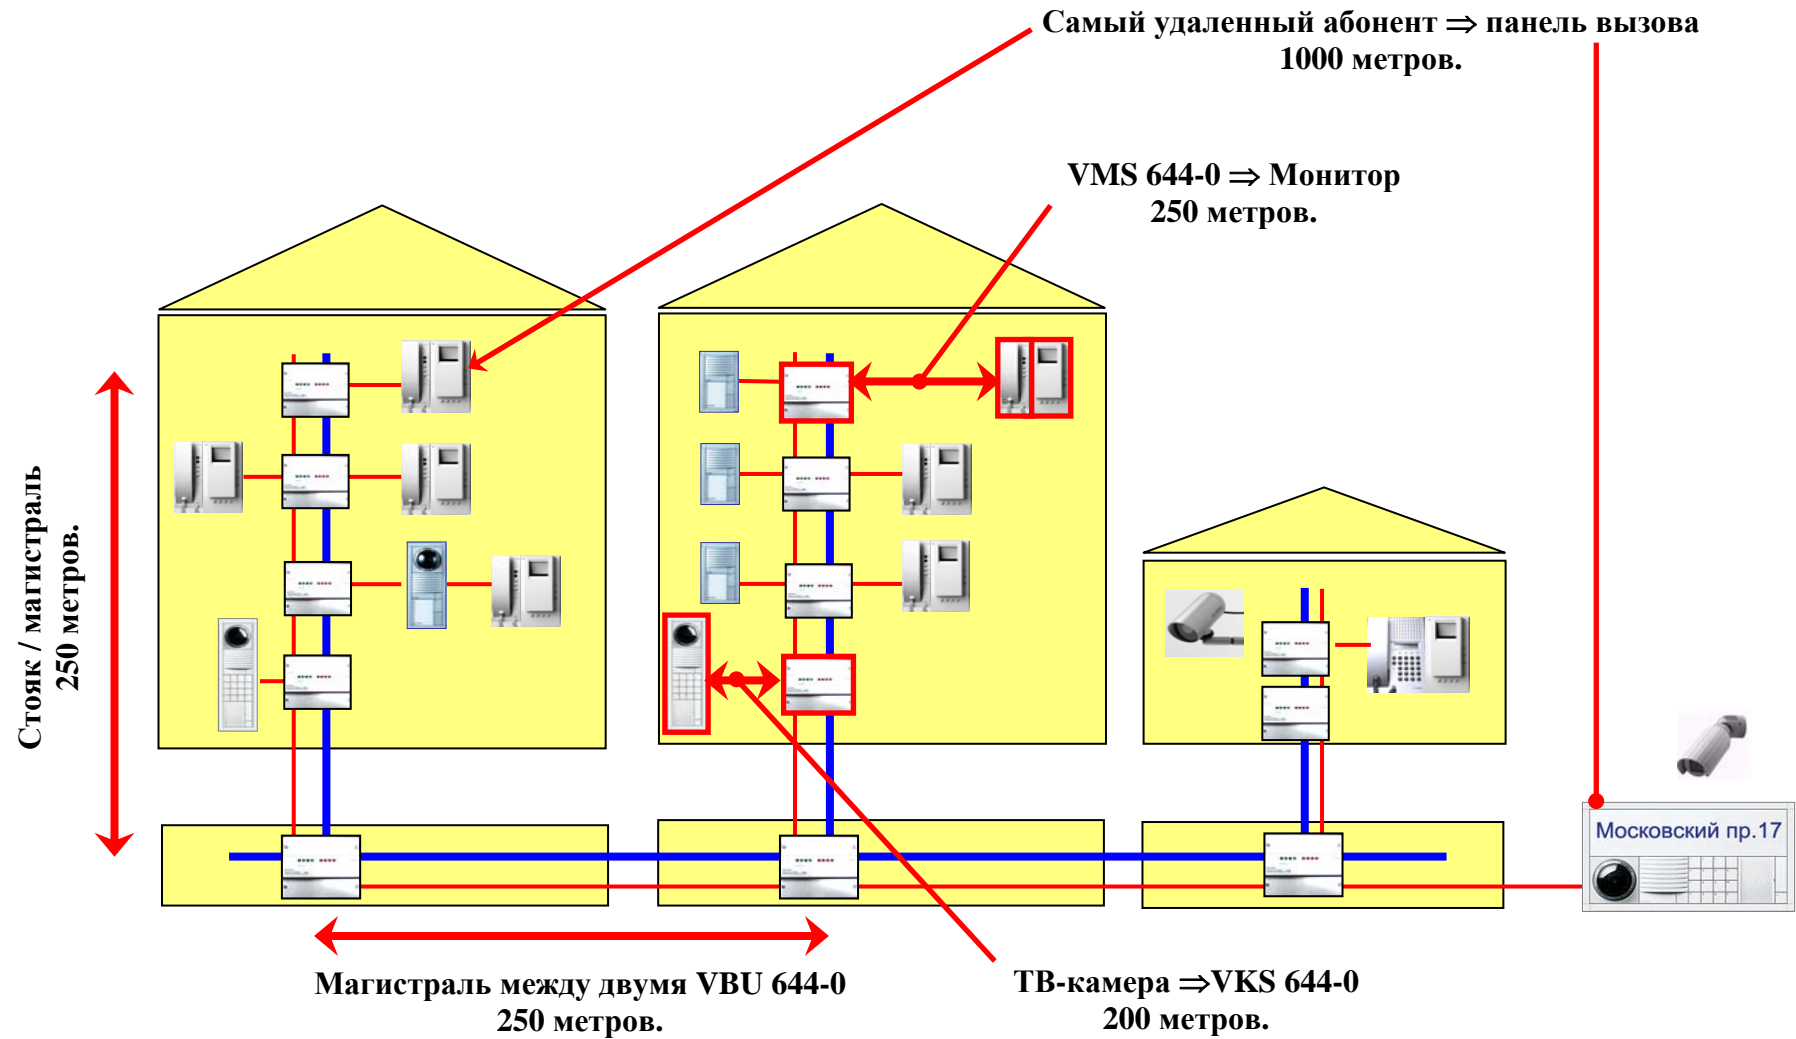 Самый удаленный абонент ⇒ панель вызова
1000 метров.
VMS 644-0 ⇒ Монитор
250 метров.
Стояк / магистраль
250 метров.
Московский пр.17
Магистраль между двумя VBU 644-0
250 метров.
ТВ-камера ⇒VKS 644-0
200 метров.